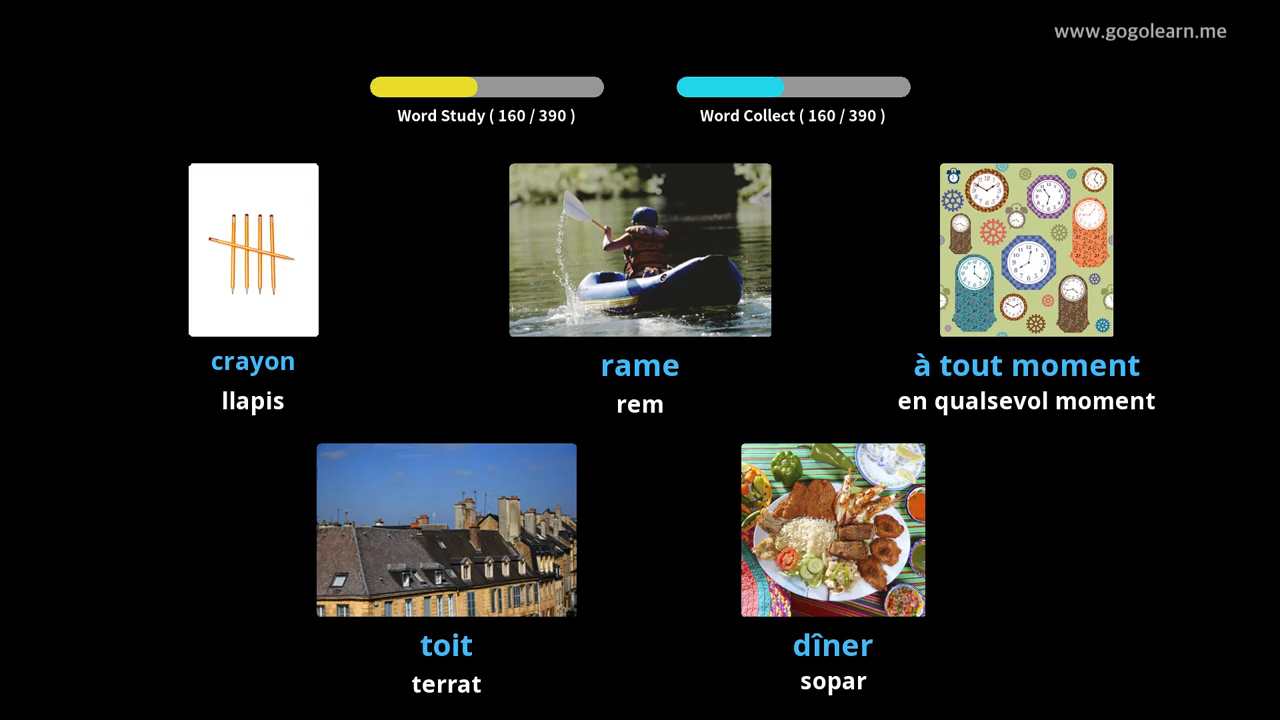 www.gogolearn.me
Word Study ( 160 / 390 )
Word Collect ( 160 / 390 )
crayon
llapis
rame
rem
à tout moment
en qualsevol moment
toit
terrat
dîner
sopar